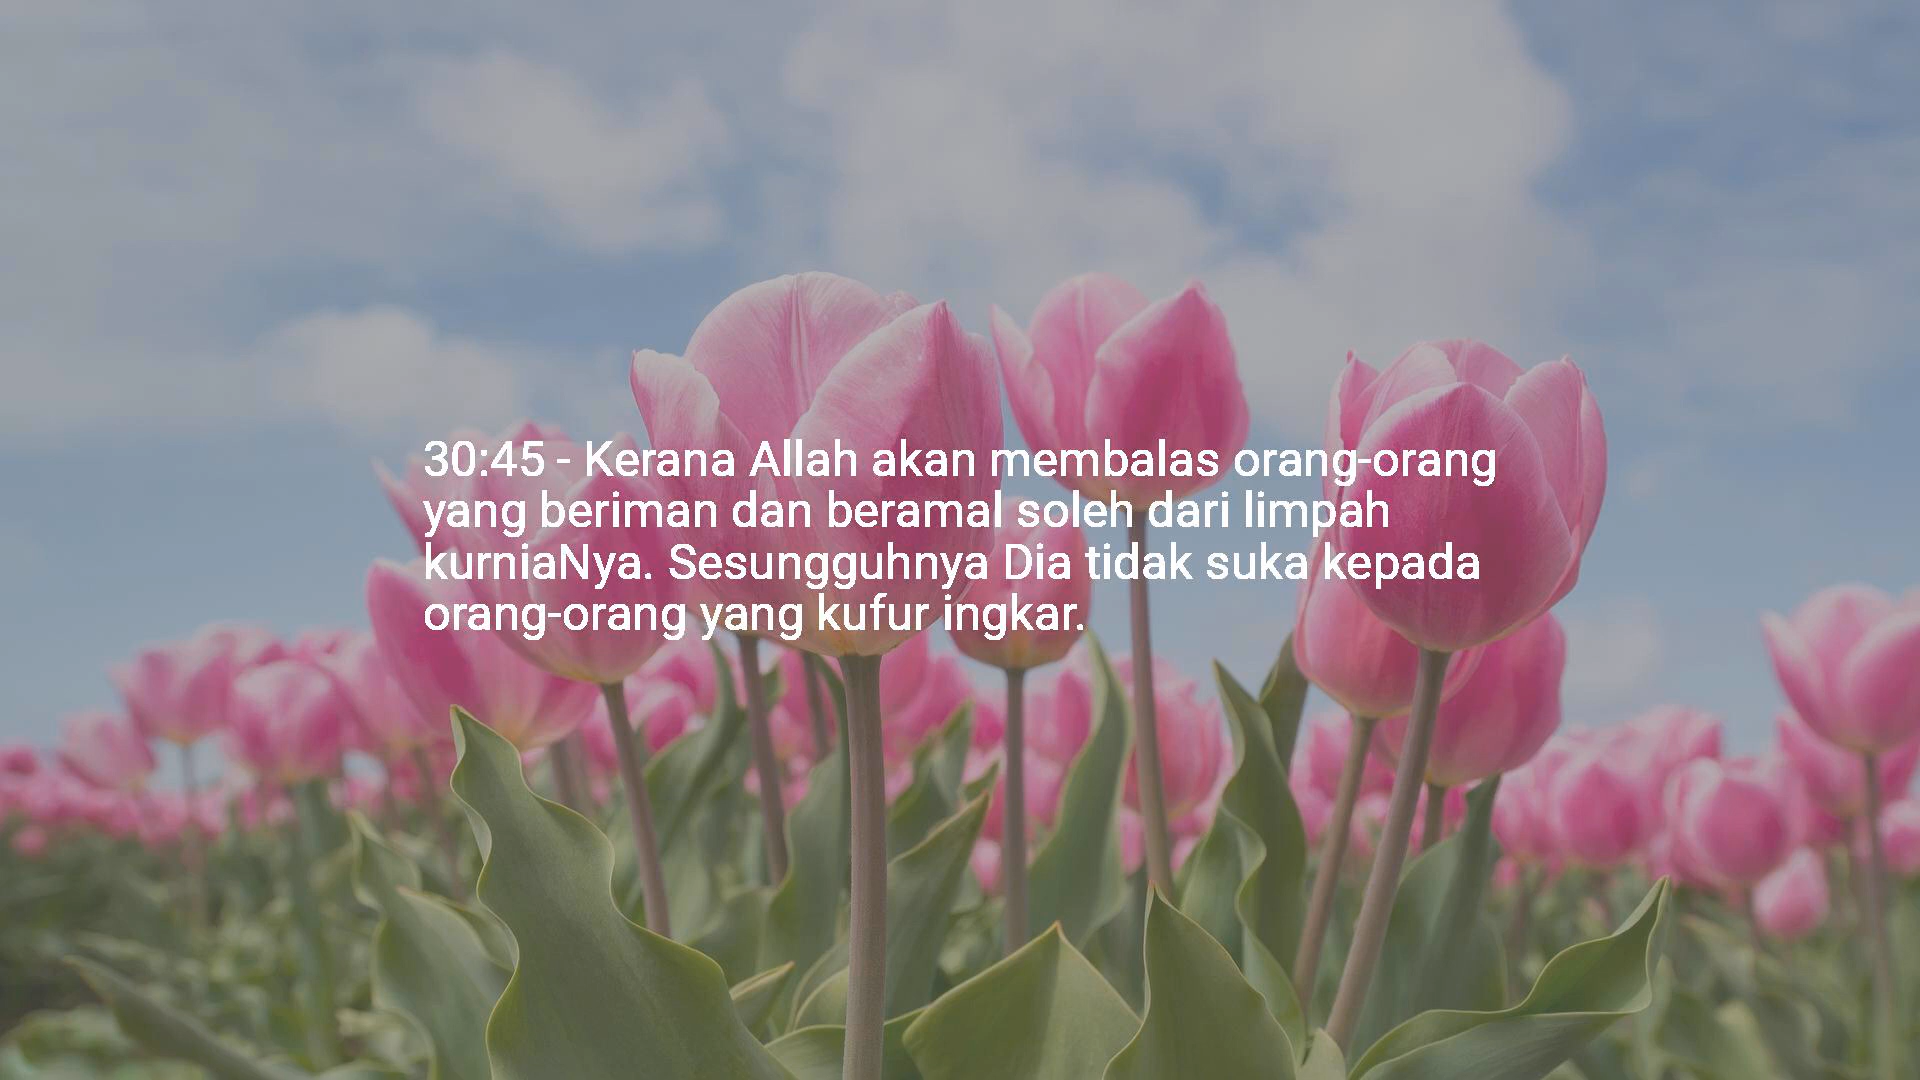 30:45 - Kerana Allah akan membalas orang-orang
yang beriman dan beramal soleh dari limpah
kurniaNya. Sesungguhnya Dia tidak suka kepada
orang-orang yang kufur ingkar.